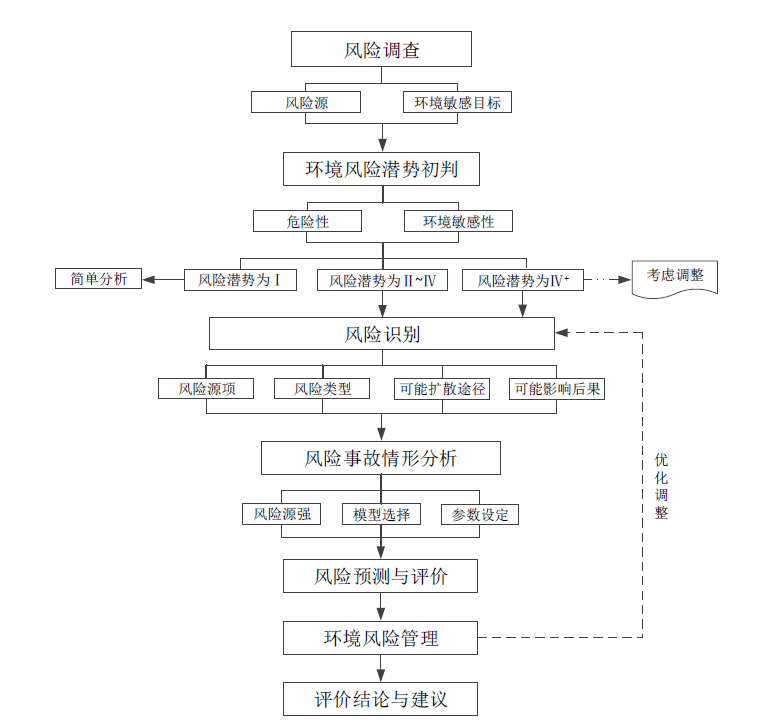 风险调查
风险源
环境敏感目标
环境风险潜势初判
危险性
环境敏感性
简单分析
风险潜势为Ⅰ
风险潜势为Ⅱ~Ⅳ
风险潜势为Ⅳ+
考虑调整
风险识别
风险源项
风险类型
可能扩散途径
可能影响后果
风险事故情形分析
风险源强
模型选择
参数设定
优化调整
风险预测与评价
环境风险管理
评价结论与建议